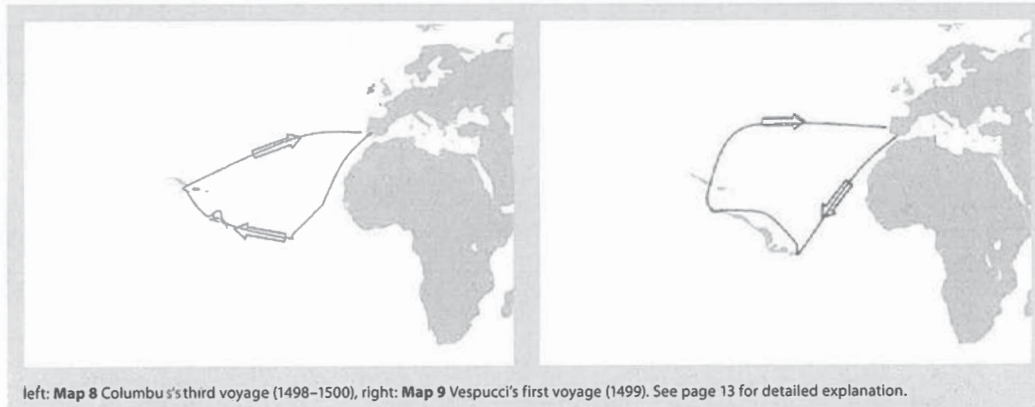 left: Map 8 Columbus's third voyage (1498–1500), right: Map 9 Vespucci's first voyage (1499). See page 13 for detailed explanation.